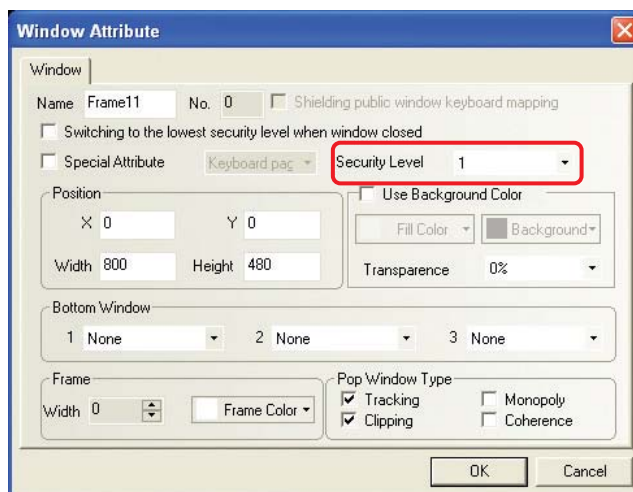 Window Attribute
Window
Name Frame11 No. 0 Shielding public window keyboard mapping
Switching to the lowest security level when window closed
Special Attribute Keyboard pag Security Level 1
Position Use Background Color
X 0 Y 0 Fill Color Background
Width 800 Height 480 Transparence 0%
Bottom Window
1 None 2 None 3 None
Frame Pop Window Type
Width 0 Frame Color Tracking Monopoly
Clipping Coherence
OK Cancel